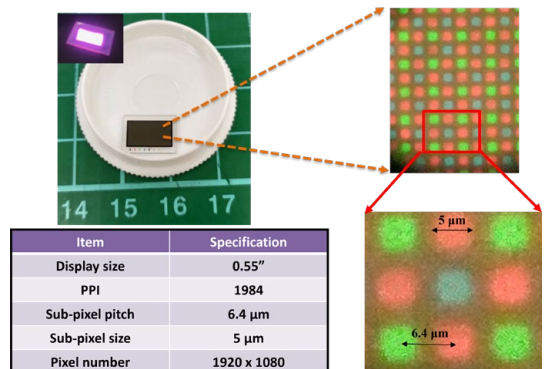 14 15 16 17
5 μm
6.4 μm
Item Specification
Display size 0.55”
PPI 1984
Sub-pixel pitch 6.4 μm
Sub-pixel size 5 μm
Pixel number 1920 x 1080